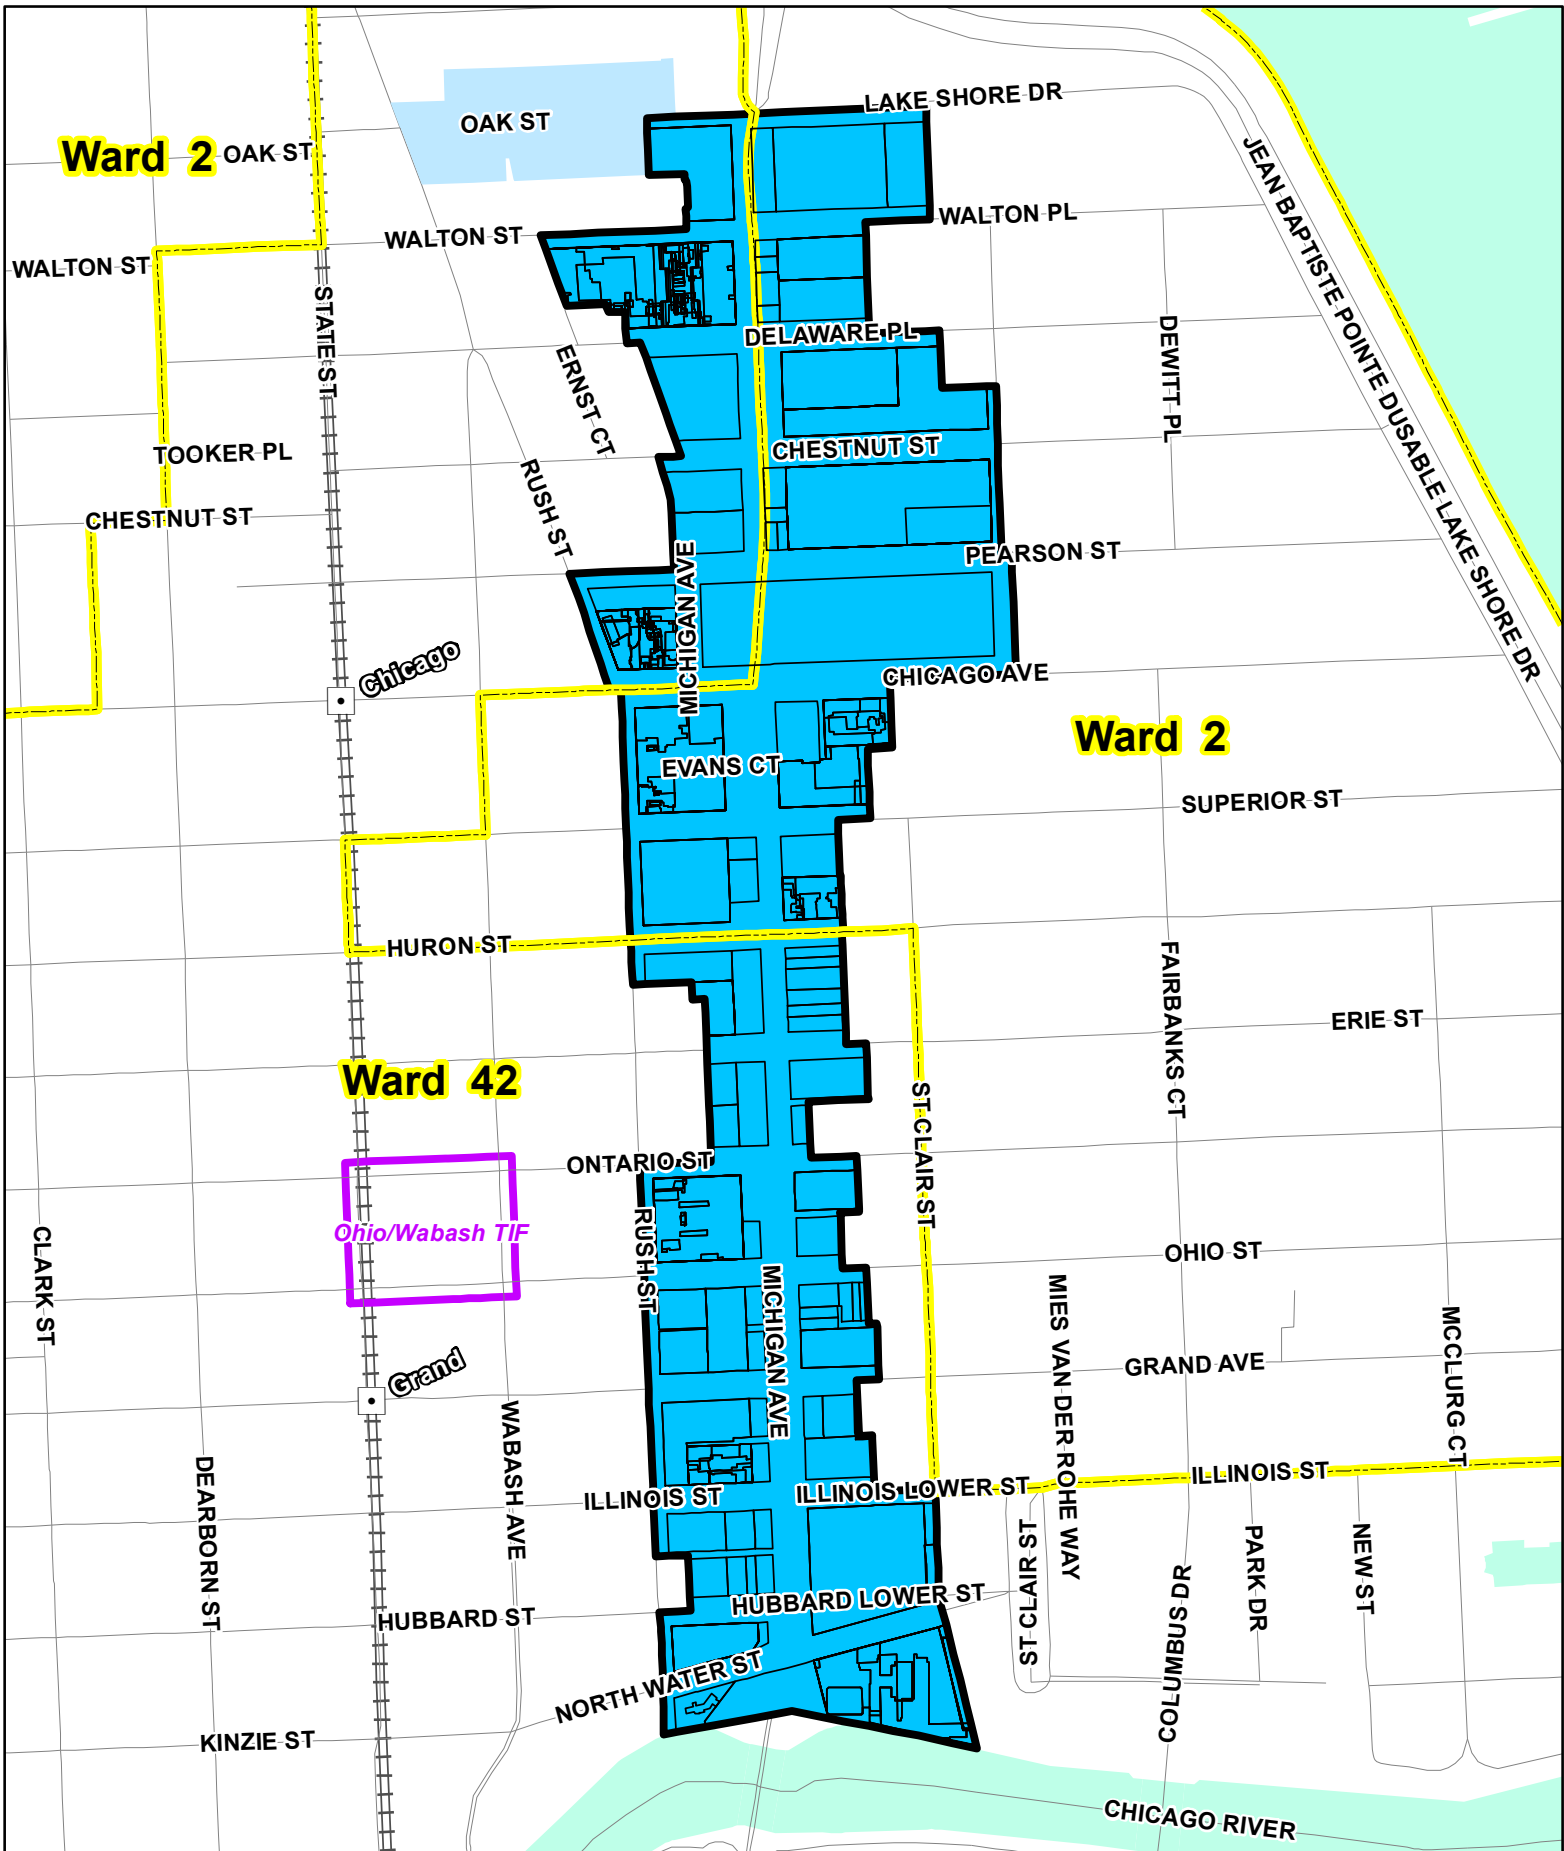 LAKE SHORE DR
OAK ST
Ward 2
OAK ST
JEAN BAPTISTE POINTE DUSABLE LAKE SHORE DR
WALTON PL
WALTON ST
WALTON ST
STATE ST
DELAWARE PL
DEWITT PL
ERNST CT
CHESTNUT ST
TOOKER PL
RUSH ST
CHESTNUT ST
PEARSON ST
MICHIGAN AVE
Chicago
CHICAGO AVE
Ward 2
EVANS CT
SUPERIOR ST
HURON ST
FAIRBANKS CT
ERIE ST
Ward 42
ST CLAIR ST
ONTARIO ST
Ohio/Wabash TIF
RUSH ST
CLARK ST
OHIO ST
MICHIGAN AVE
MIES VAN DER ROHE WAY
MCCLURG CT
GRAND AVE
Grand
WABASH AVE
DEARBORN ST
ILLINOIS ST
ILLINOIS LOWER ST
ILLINOIS ST
ST CLAIR ST
PARK DR
NEW ST
COLUMBUS DR
HUBBARD LOWER ST
HUBBARD ST
NORTH WATER ST
KINZIE ST
CHICAGO RIVER